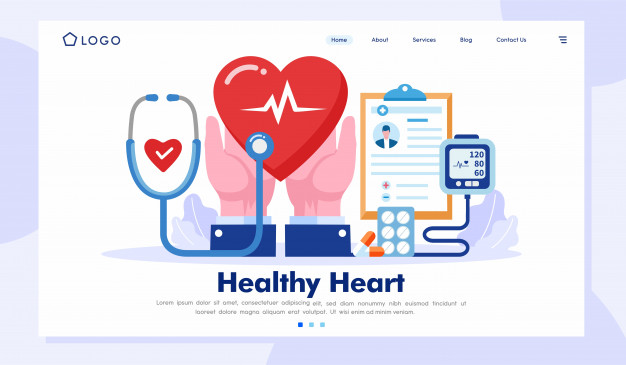 LOGO
Home About Services Blog Contact Us
120
80
60
Healthy Heart
Lorem ipsum dolor sit amet, consectetuer adipiscing elit, sed diam nonummy nibh euismod tincidunt ut
laoreet dolore magna aliquam erat volutpat. Ut wisi enim ad minim veniam.